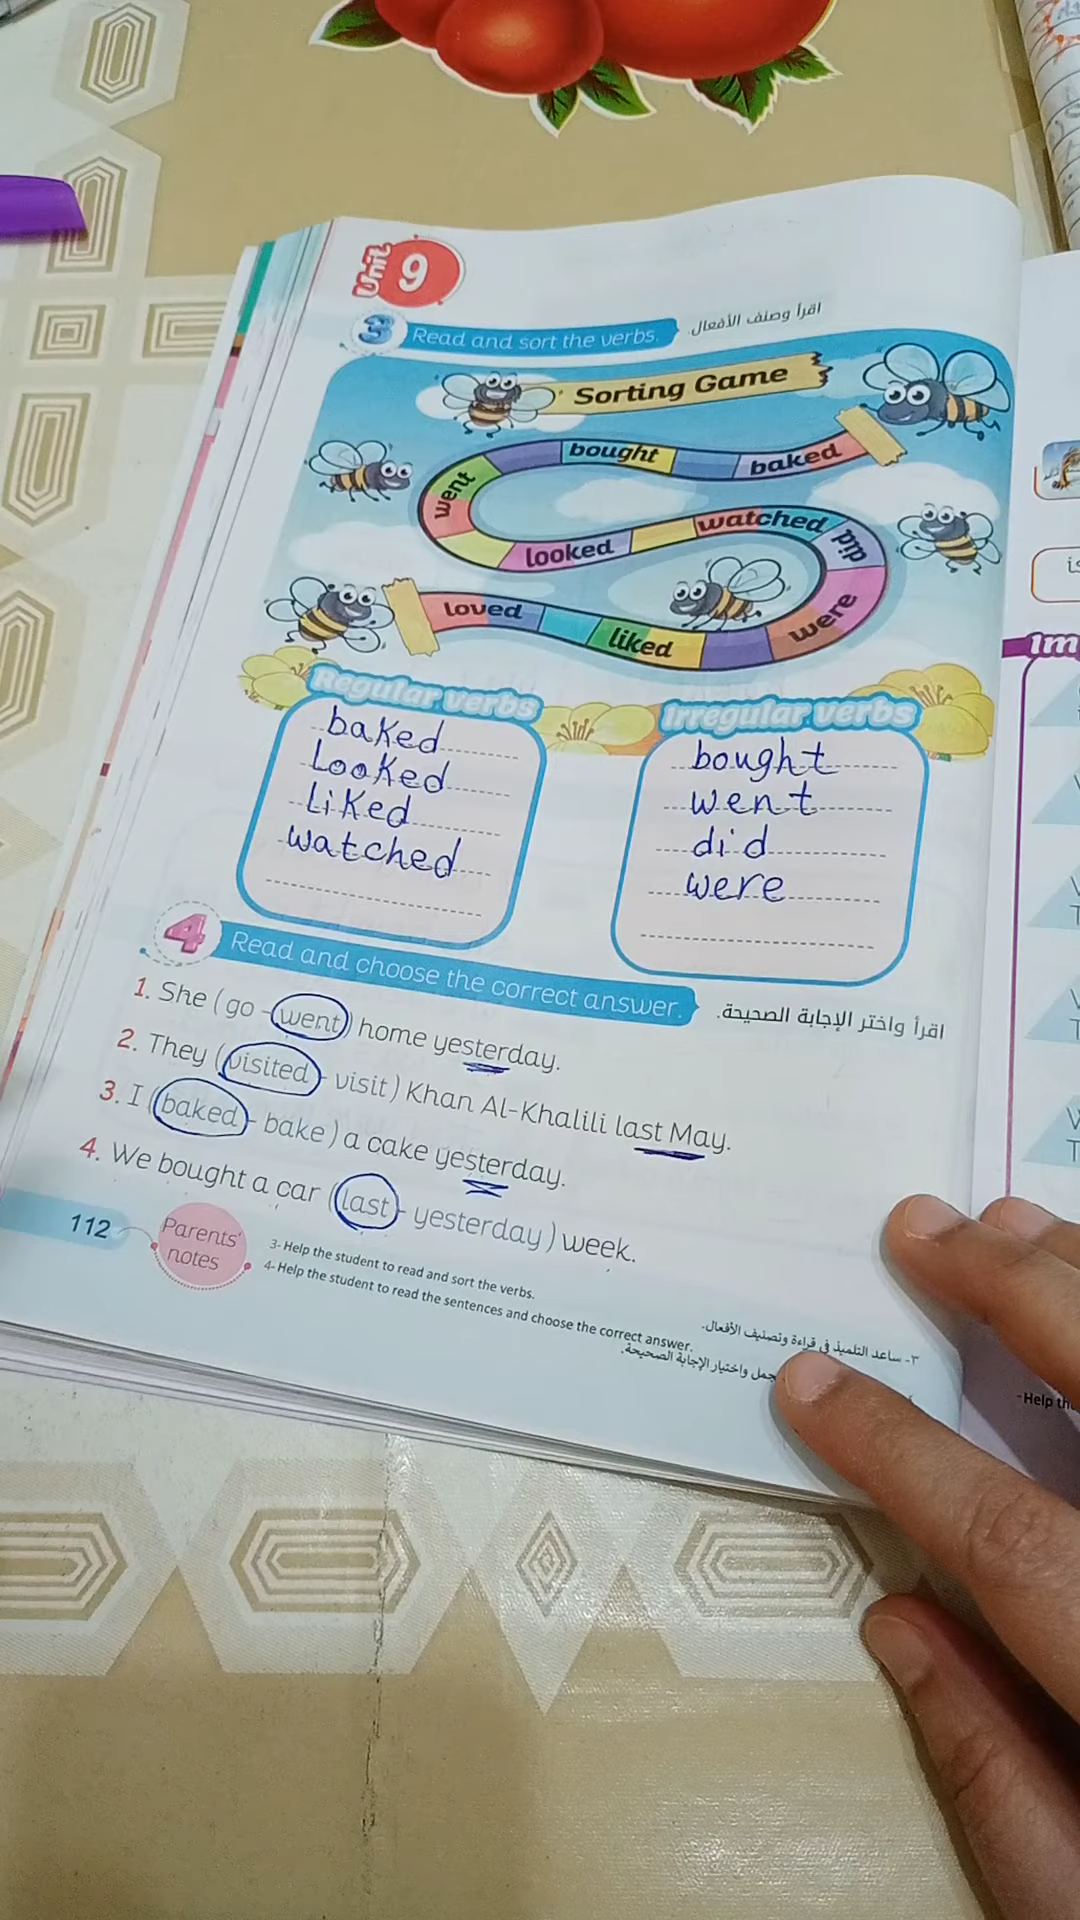 Unit 9
3 Read and sort the verbs. اقرأ وصنف الأفعال.
Sorting Game
bought
baked
went
looked
watched
did
were
loved
liked
Regular verbs
baked
Looked
Liked
watched
Irregular verbs
bought
went
did
were
4 Read and choose the correct answer. اقرأ واختر الإجابة الصحيحة.
1. She ( go - went ) home yesterday.
2. They ( visited - visit ) Khan Al-Khalili last May.
3. I ( baked - bake ) a cake yesterday.
4. We bought a car ( last - yesterday ) week.
112
Parents' notes
3- Help the student to read and sort the verbs.
4- Help the student to read the sentences and choose the correct answer.
٣- ساعد التلميذ في قراءة وتصنيف الأفعال.
واختيار الإجابة الصحيحة.
Im
- Help